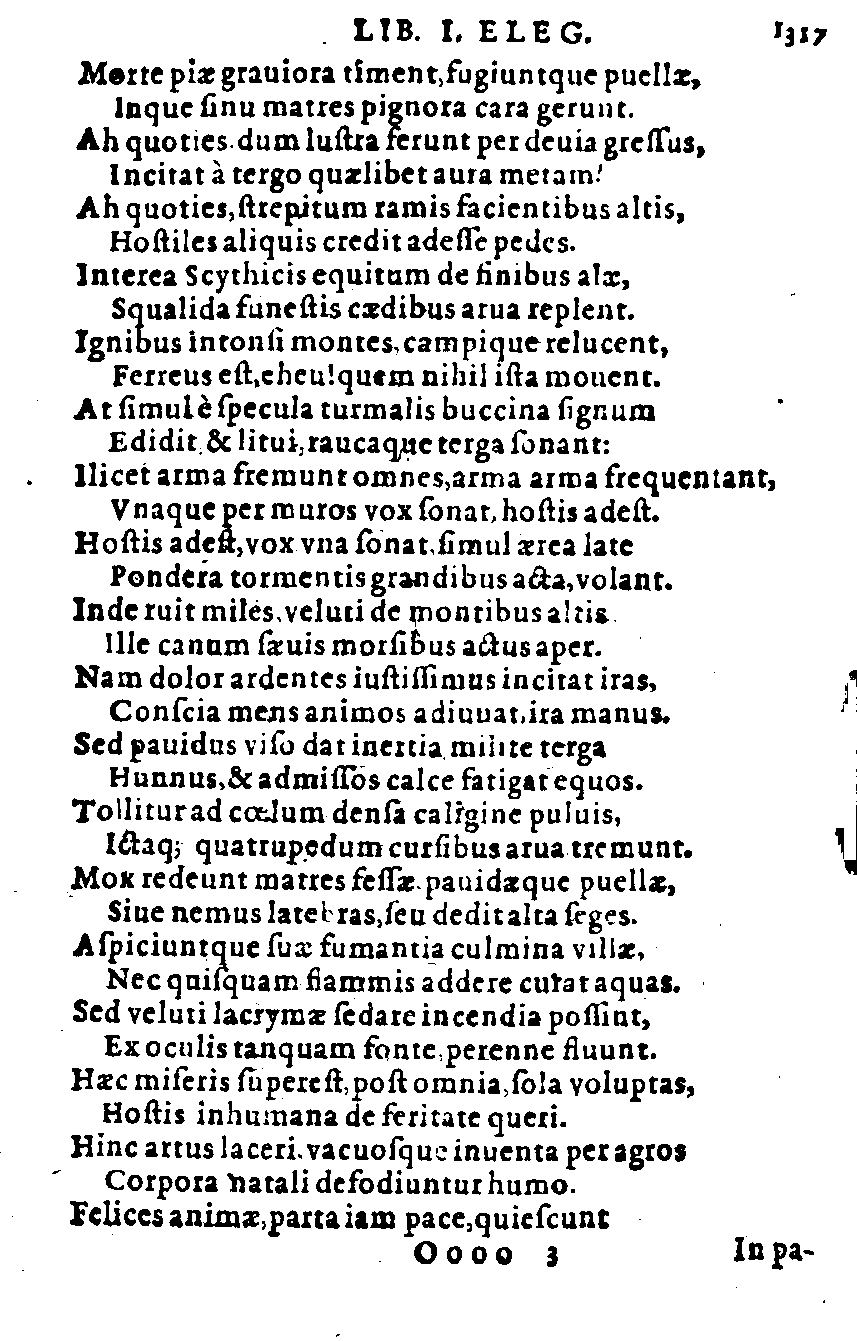 LIB. I. ELEG. 1317
Morte piæ grauiora timent, fugiuntque puellæ,
Inque ſinu matres pignora cara gerunt.
Ah quoties dum luſtra ferunt per deuia greſſus,
Incitat à tergo quælibet aura metam!
Ah quoties, ſtrepitum ramis facientibus altis,
Hoſtiles aliquis credit adeſſe pedes.
Interea Scythicis equitum de finibus alæ,
Squalida funeſtis cædibus arua replent.
Ignibus intonſi montes, campique relucent,
Ferreus eſt, eheu! quem nihil iſta mouent.
At ſimul è ſpecula turmalis buccina ſignum
Edidit, & litui, raucaque terga ſonant:
Ilicet arma fremunt omnes, arma arma frequentant,
Vnaque per muros vox ſonat, hoſtis adeſt.
Hoſtis adeſt, vox vna ſonat, ſimul ærea late
Pondera tormentis grandibus acta, volant.
Inde ruit miles, veluti de montibus altis
Ille canum ſæuis morſibus actus aper.
Nam dolor ardentes iuſtiſſimus incitat iras,
Conſcia mens animos adiuuat, ira manus.
Sed pauidus viſo dat inertia milite terga
Hunnus, & admiſſos calce fatigat equos.
Tollitur ad cœlum denſa caligine puluis,
Ictaq; quatrupedum curſibus arua tremunt.
Mox redeunt matres feſſæ, pauidæque puellæ,
Siue nemus latebras, ſeu dedit alta ſeges.
Aſpiciuntque ſuæ fumantia culmina villæ,
Nec quiſquam flammis addere curat aquas.
Sed veluti lacrymæ ſedare incendia poſſint,
Ex oculis tanquam fonte, perenne fluunt.
Hæc miſeris ſupereſt, poſt omnia, ſola voluptas,
Hoſtis inhumana de feritate queri.
Hinc artus laceri, vacuoſque inuenta per agros
Corpora natali defodiuntur humo.
Felices animæ, parta iam pace, quieſcunt
Oooo 3 In pa-